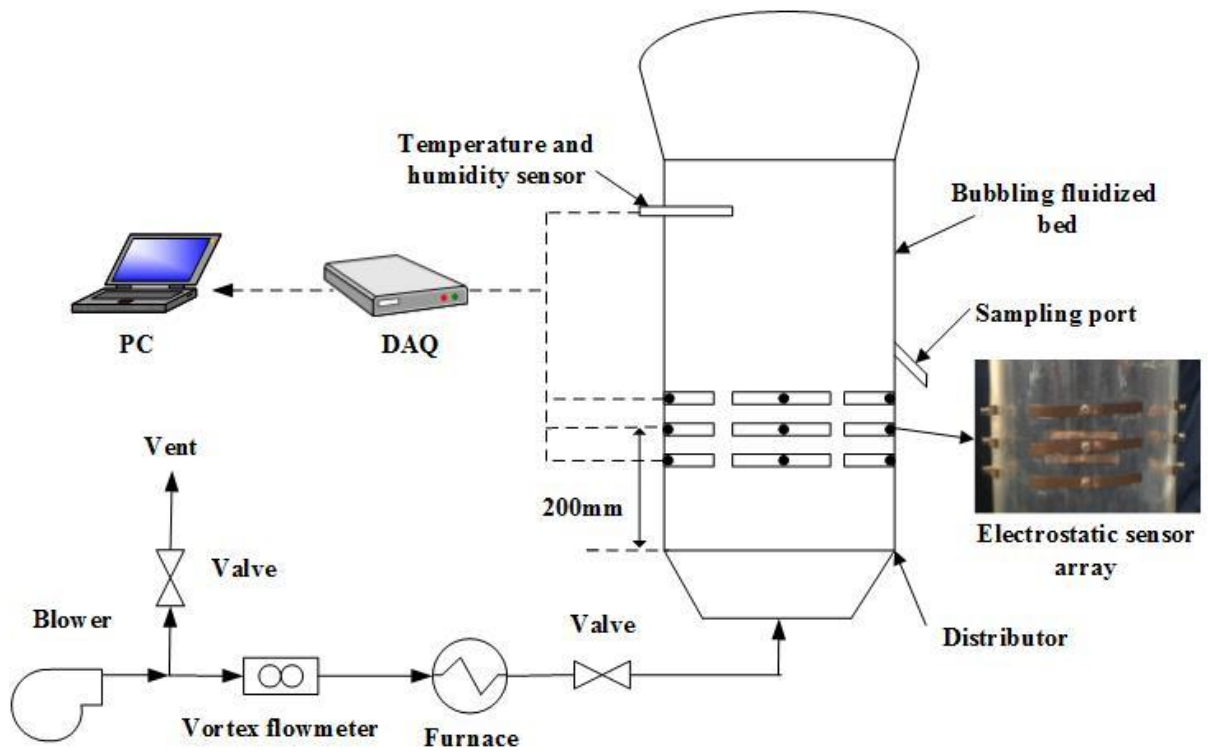 Temperature and
humidity sensor
Bubbling fluidized
bed
Sampling port
PC
DAQ
Vent
200mm
Electrostatic sensor
array
Valve
Blower
Valve
Distributor
Vortex flowmeter
Furnace